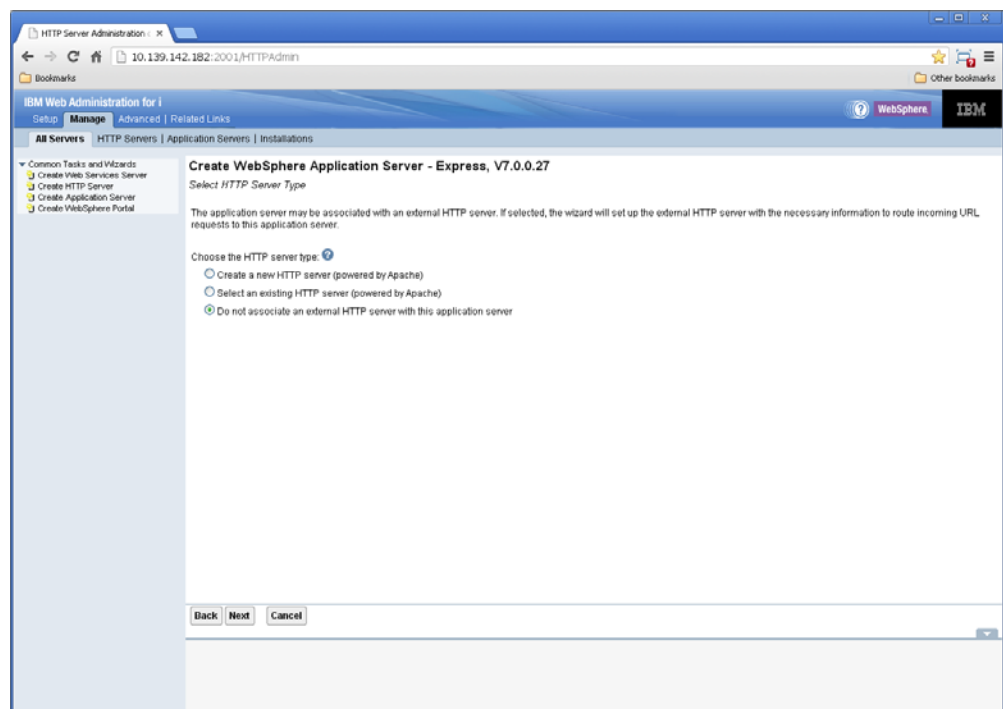 HTTP Server Administration
10.139.142.182:2001/HTTPAdmin
Bookmarks
Other bookmarks
IBM Web Administration for i
WebSphere.
IBM
Setup Manage Advanced | Related Links
All Servers HTTP Servers | Application Servers | Installations
Common Tasks and Wizards
Create Web Services Server
Create HTTP Server
Create Application Server
Create WebSphere Portal
Create WebSphere Application Server - Express, V7.0.0.27
Select HTTP Server Type
The application server may be associated with an external HTTP server. If selected, the wizard will set up the external HTTP server with the necessary information to route incoming URL
requests to this application server.
Choose the HTTP server type: ?
Create a new HTTP server (powered by Apache)
Select an existing HTTP server (powered by Apache)
Do not associate an external HTTP server with this application server
Back Next Cancel